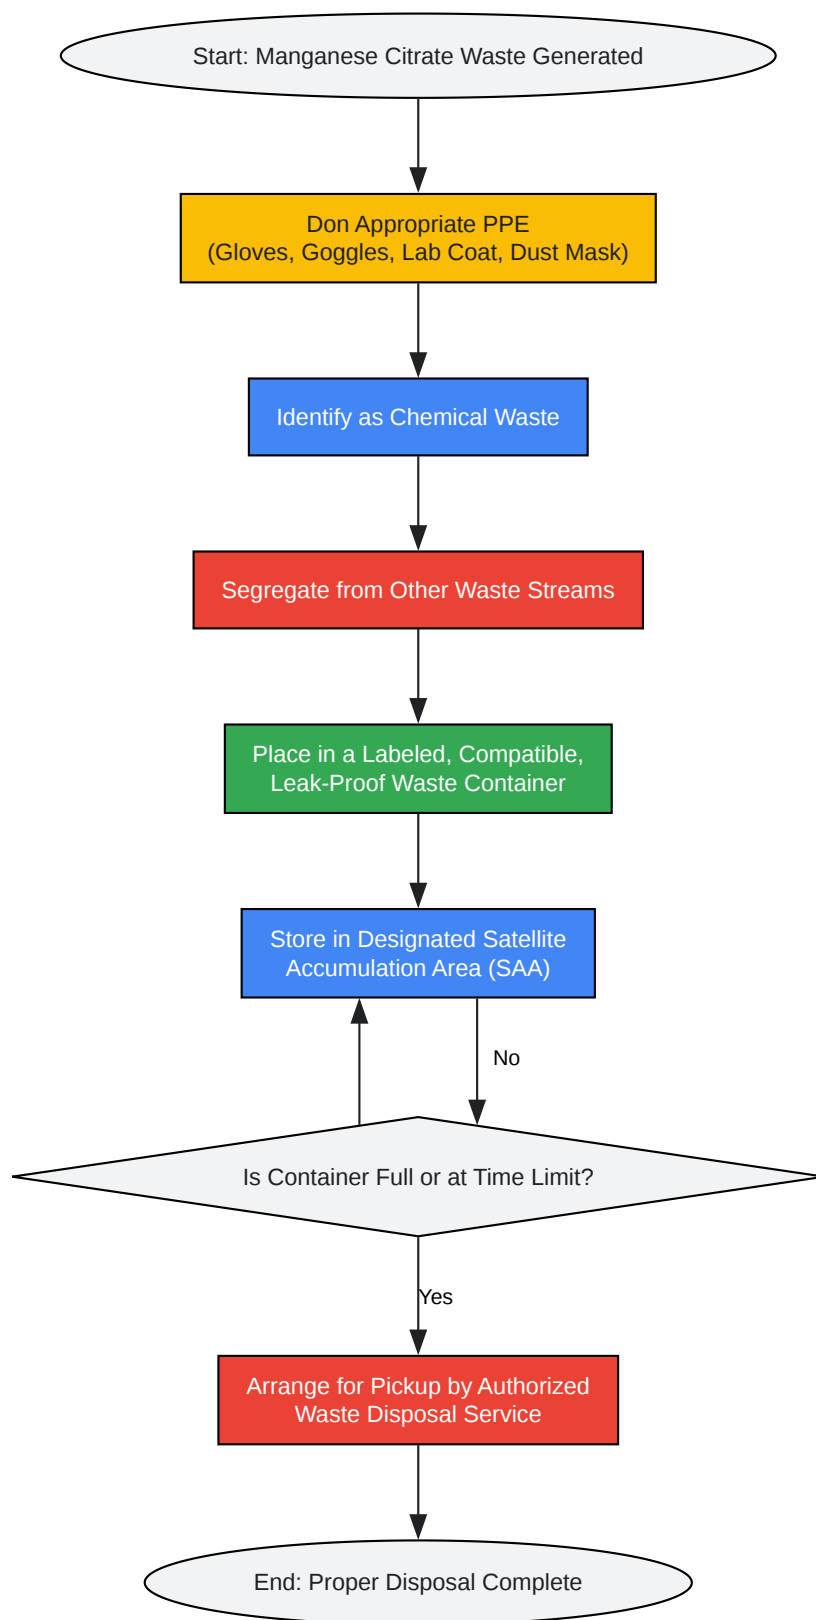 Start: Manganese Citrate Waste Generated
Don Appropriate PPE
(Gloves, Goggles, Lab Coat, Dust Mask)
Identify as Chemical Waste
Segregate from Other Waste Streams
Place in a Labeled, Compatible,
Leak-Proof Waste Container
Store in Designated Satellite
Accumulation Area (SAA)
No
Is Container Full or at Time Limit?
Yes
Arrange for Pickup by Authorized
Waste Disposal Service
End: Proper Disposal Complete